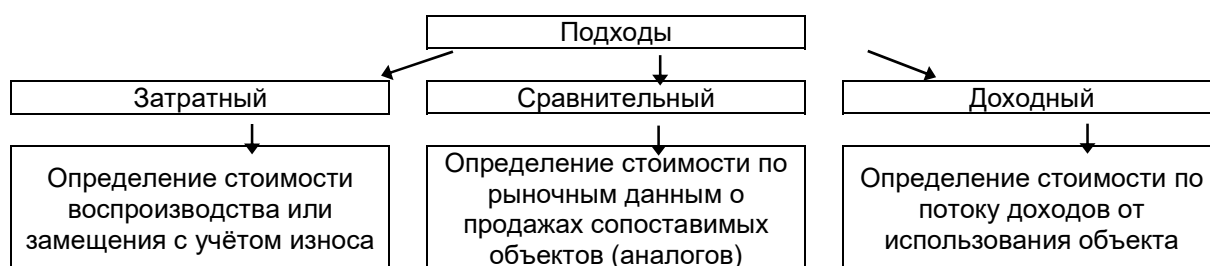 Подходы
Затратный
Сравнительный
Доходный
Определение стоимости
воспроизводства или
замещения с учётом износа
Определение стоимости по
рыночным данным о
продажах сопоставимых
объектов (аналогов)
Определение стоимости по
потоку доходов от
использования объекта